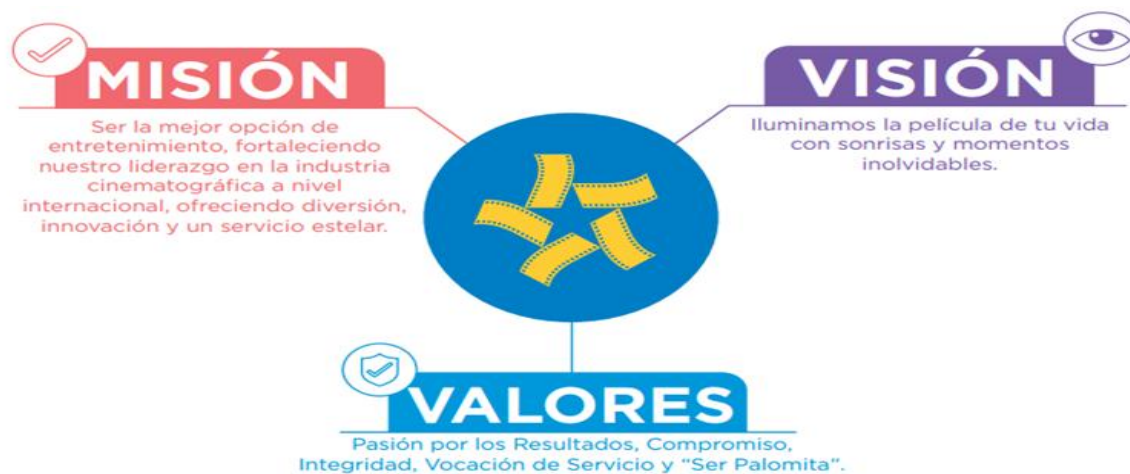 MISIÓN
Ser la mejor opción de
entretenimiento, fortaleciendo
nuestro liderazgo en la industria
cinematográfica a nivel
internacional, ofreciendo diversión,
innovación y un servicio estelar.
VISIÓN
Iluminamos la película de tu vida
con sonrisas y momentos
inolvidables.
VALORES
Pasión por los Resultados, Compromiso,
Integridad, Vocación de Servicio y “Ser Palomita”.